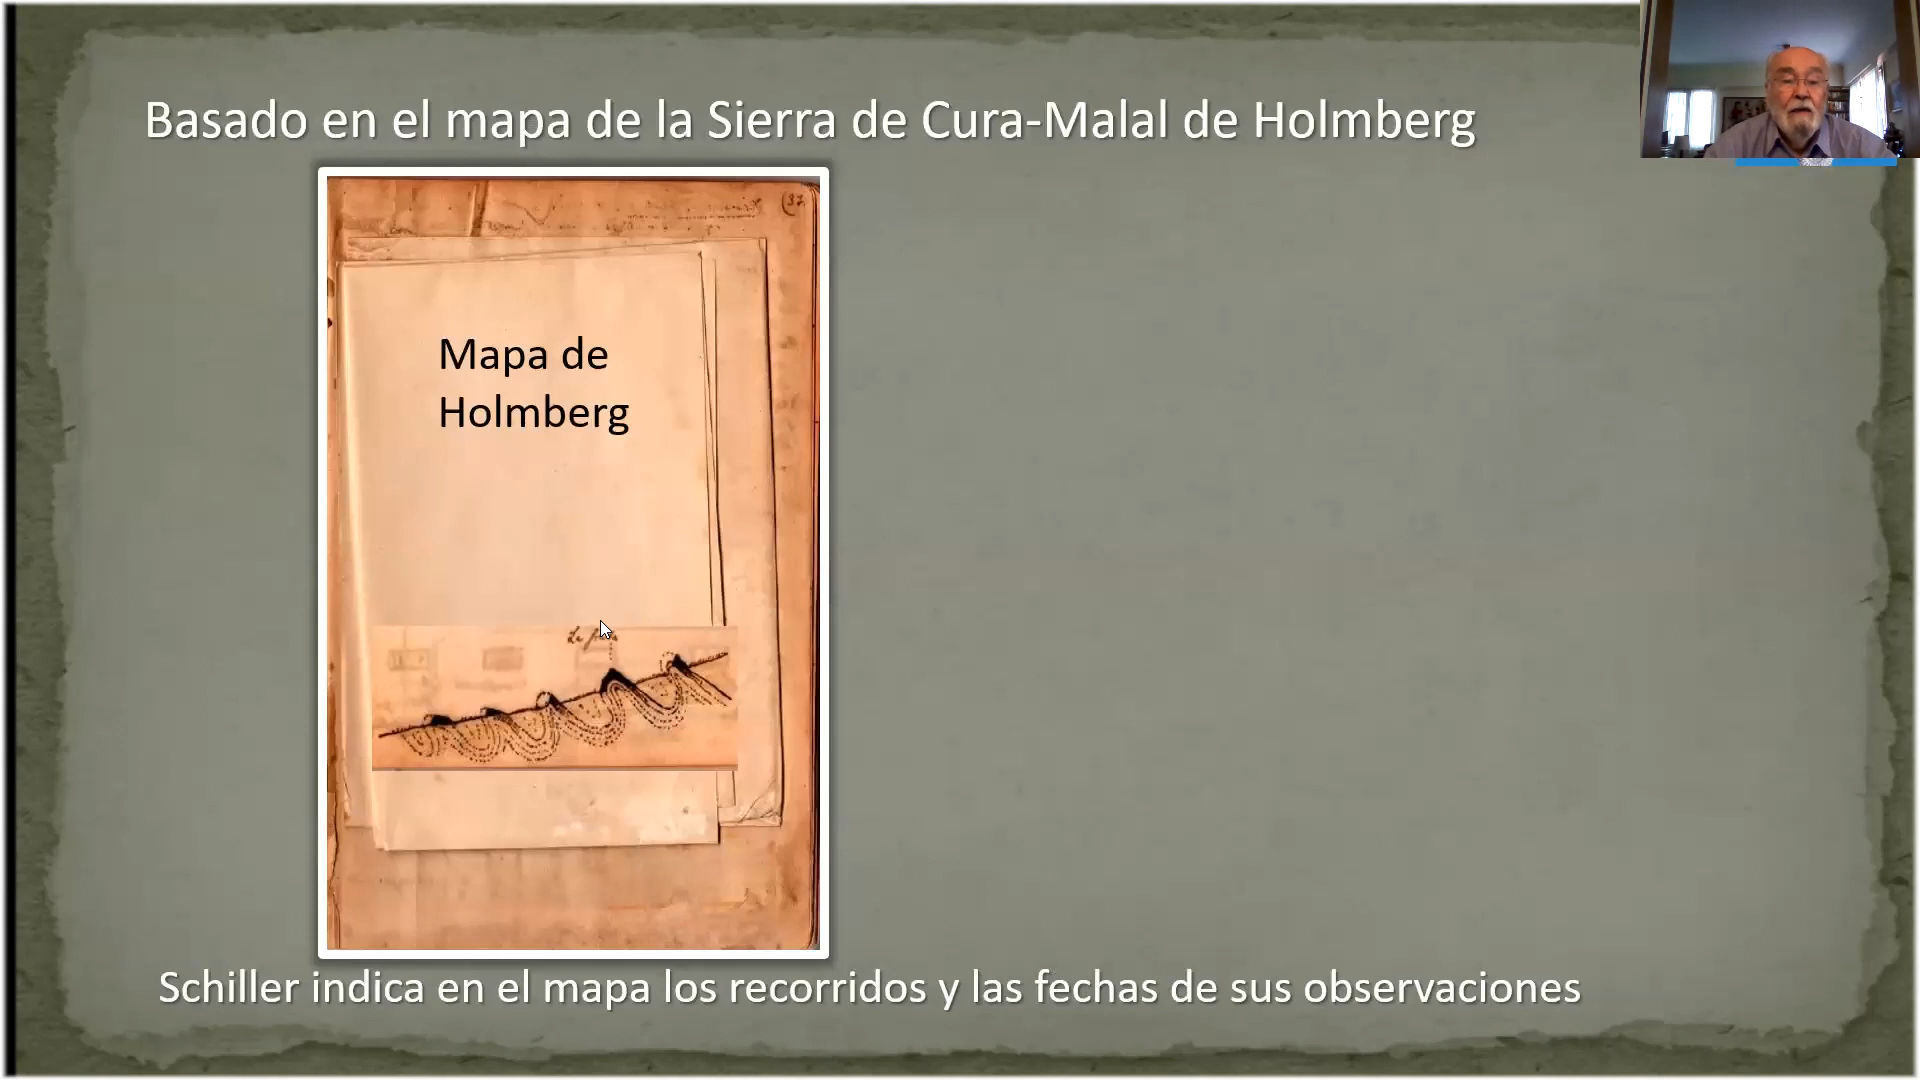 Basado en el mapa de la Sierra de Cura-Malal de Holmberg
(37
Mapa de
Holmberg
Schiller indica en el mapa los recorridos y las fechas de sus observaciones